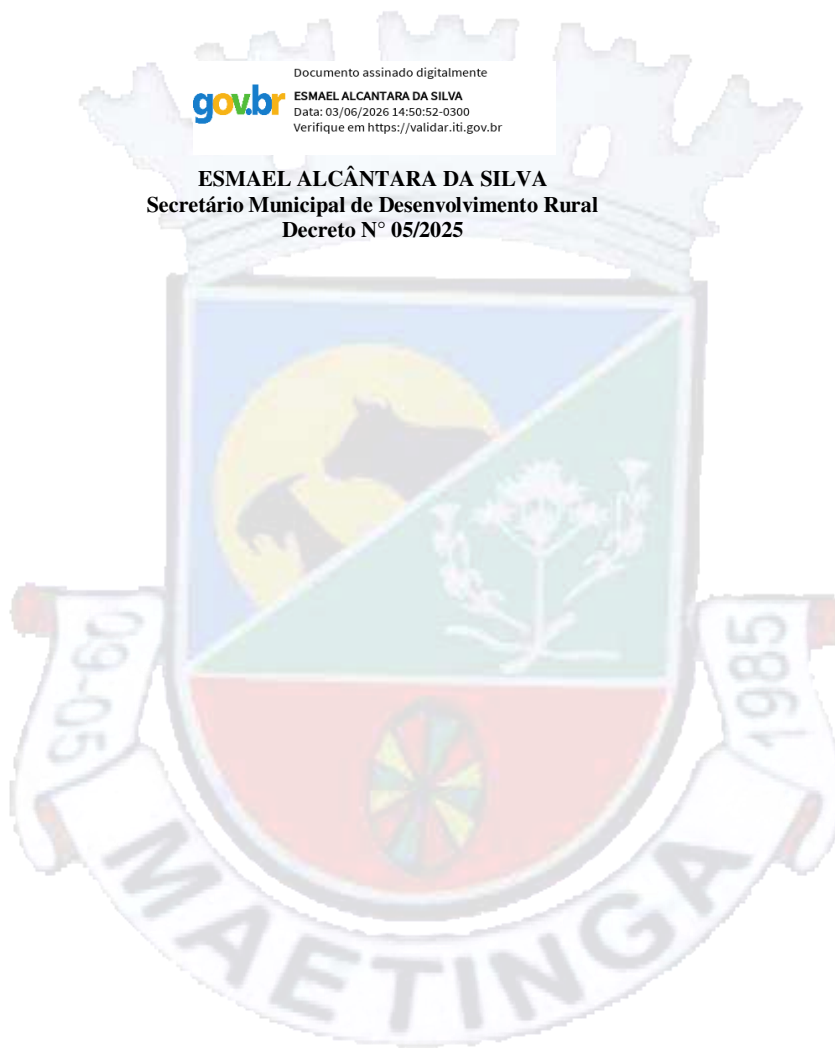 Documento assinado digitalmente
gov.br
ESMAEL ALCANTARA DA SILVA
Data: 03/06/2026 14:50:52-0300
Verifique em https://validar.iti.gov.br
ESMAEL ALCÂNTARA DA SILVA
Secretário Municipal de Desenvolvimento Rural
Decreto N° 05/2025
09-05
1985
MAETINGA